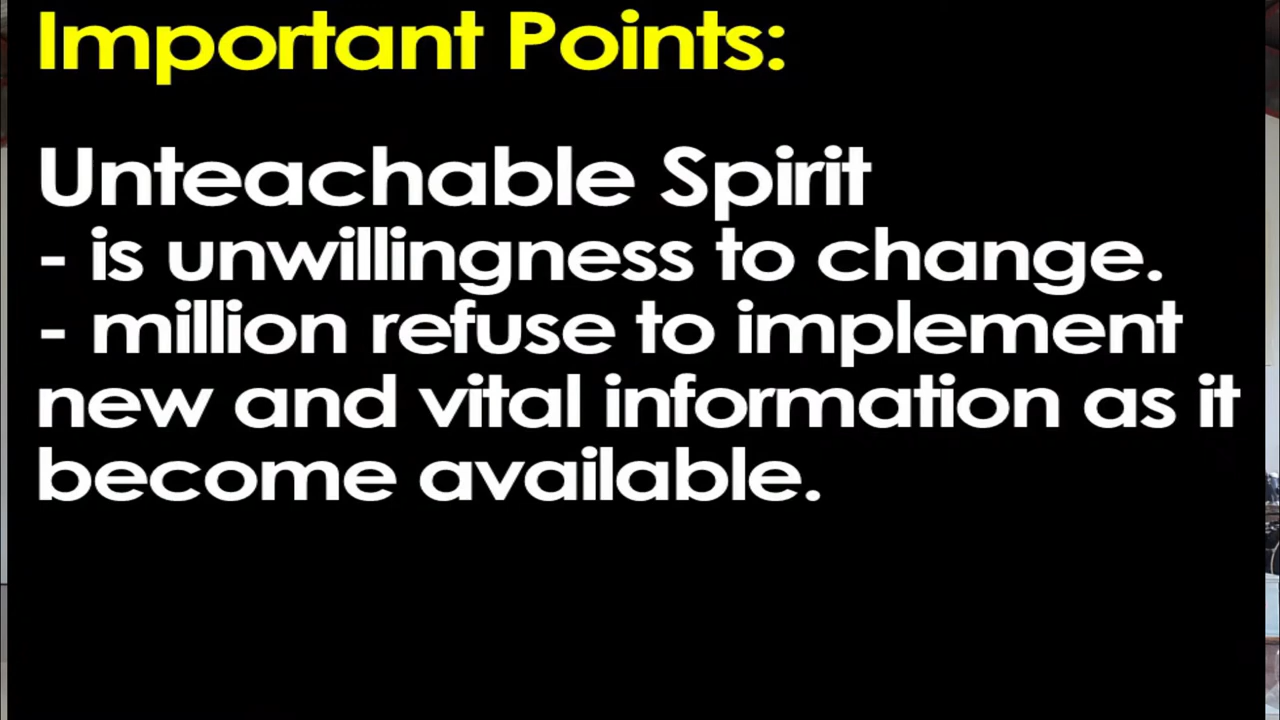 Important Points:
Unteachable Spirit
- is unwillingness to change.
- million refuse to implement
new and vital information as it
become available.